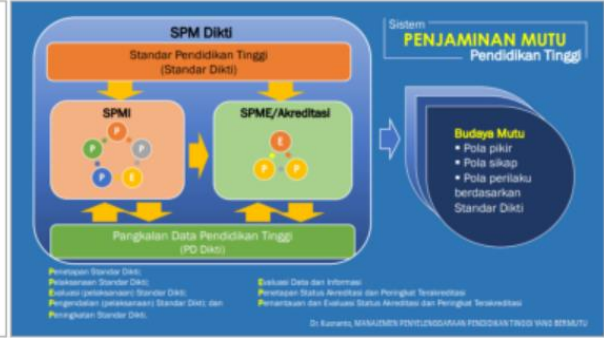 SPM Dikti
Standar Pendidikan Tinggi
(Standar Dikti)
SPMI
P
P
P
P
E
SPME/Akreditasi
E
P
P
Pangkalan Data Pendidikan Tinggi
(PD Dikti)
Sistem
PENJAMINAN MUTU
Pendidikan Tinggi
Budaya Mutu
▪ Pola pikir
▪ Pola sikap
▪ Pola perilaku
berdasarkan
Standar Dikti
Penetapan Standar Dikti;
Pelaksanaan Standar Dikti;
Evaluasi (pelaksanaan) Standar Dikti;
Pengendalian (pelaksanaan) Standar Dikti; dan
Peningkatan Standar Dikti.
Evaluasi Data dan Informasi
Penetapan Status Akreditasi dan Peringkat Terakreditasi
Pemantauan dan Evaluasi Status Akreditasi dan Peringkat Terakreditasi
MANAJEMEN PENYELENGGARAAN PENDIDIKAN TINGGI YANG BERMUTU